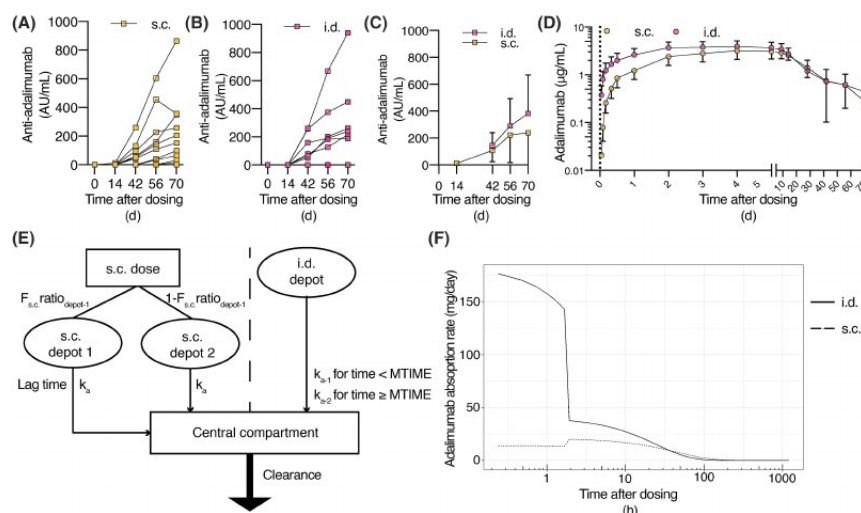 (A)
s.c.
1000
800
600
400
200
0
Anti-adalimumab
(AU/mL)
0 14 42 56 70
Time after dosing
(d)
(B)
i.d.
1000
800
600
400
200
0
Anti-adalimumab
(AU/mL)
0 14 42 56 70
Time after dosing
(d)
(C)
i.d.
s.c.
1000
800
600
400
200
0
Anti-adalimumab
(AU/mL)
0 14 42 56 70
Time after dosing
(d)
(D)
s.c. i.d.
10
1
0.1
0.01
Adalimumab (µg/mL)
0 1 2 3 4 5 10 20 30 40 50 60 70
Time after dosing
(d)
(E)
s.c. dose
F s.c. ratio depot-1
1-F s.c. ratio depot-1
s.c.
depot 1
s.c.
depot 2
i.d.
depot
Lag time
k a
k a
k a-1 for time < MTIME
k a-2 for time ≥ MTIME
Central compartment
Clearance
(F)
Adalimumab absoprtion rate (mg/day)
150
100
50
0
1 10 100 1000
Time after dosing
(h)
i.d.
s.c.